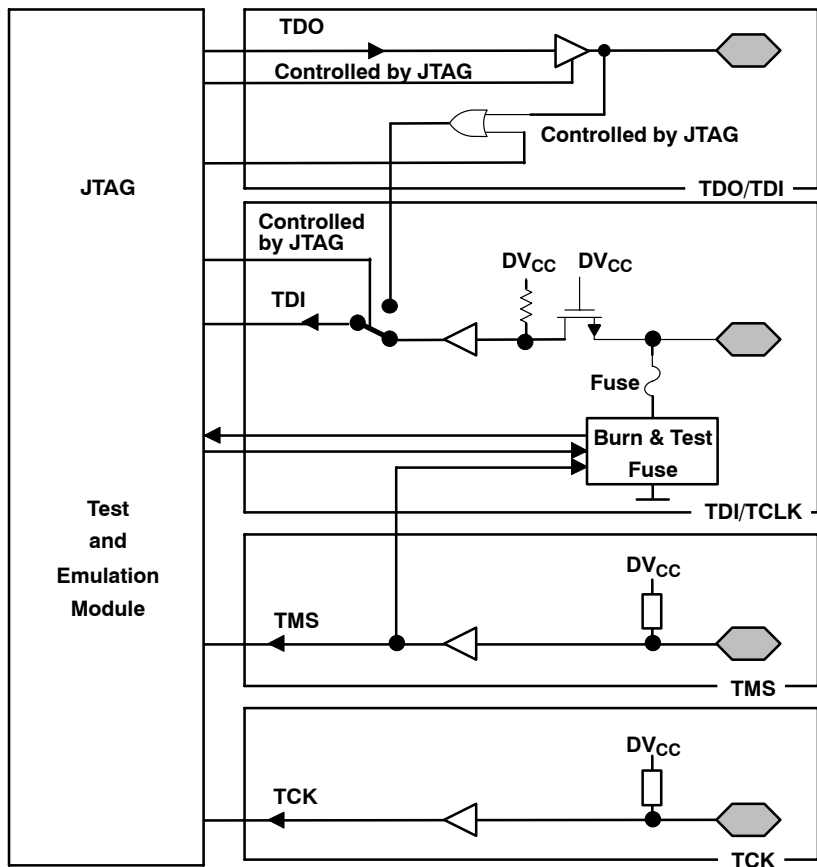 TDO
Controlled by JTAG
Controlled by JTAG
TDO/TDI
JTAG
Controlled
by JTAG
TDI
DVCC
DVCC
Fuse
Burn & Test
Fuse
TDI/TCLK
Test
and
Emulation
Module
DVCC
TMS
TMS
DVCC
TCK
TCK